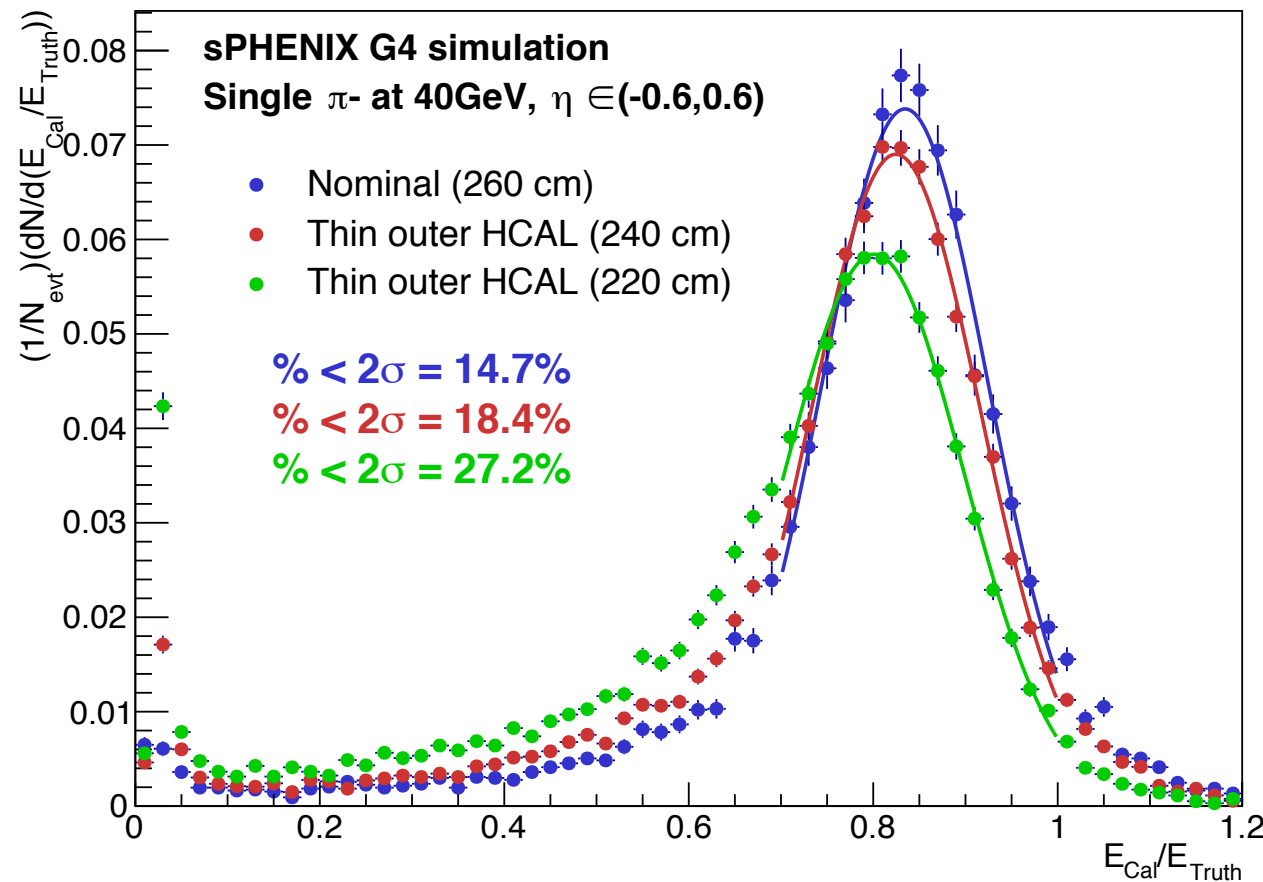 (1/N_evt)(dN/d(E_Cal/E_Truth))
0.08
0.07
0.06
0.05
0.04
0.03
0.02
0.01
0
sPHENIX G4 simulation
Single π- at 40GeV, η ∈(-0.6,0.6)
Nominal (260 cm)
Thin outer HCAL (240 cm)
Thin outer HCAL (220 cm)
% < 2σ = 14.7%
% < 2σ = 18.4%
% < 2σ = 27.2%
0 0.2 0.4 0.6 0.8 1 1.2
E_Cal/E_Truth